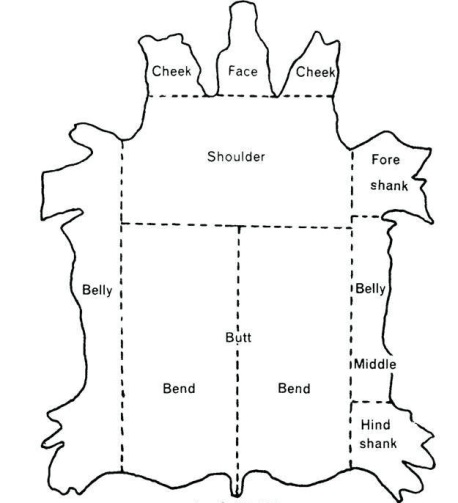 Cheek
Face
Cheek
Shoulder
Fore
shank
Belly
Belly
Butt
Middle
Bend
Bend
Hind
shank